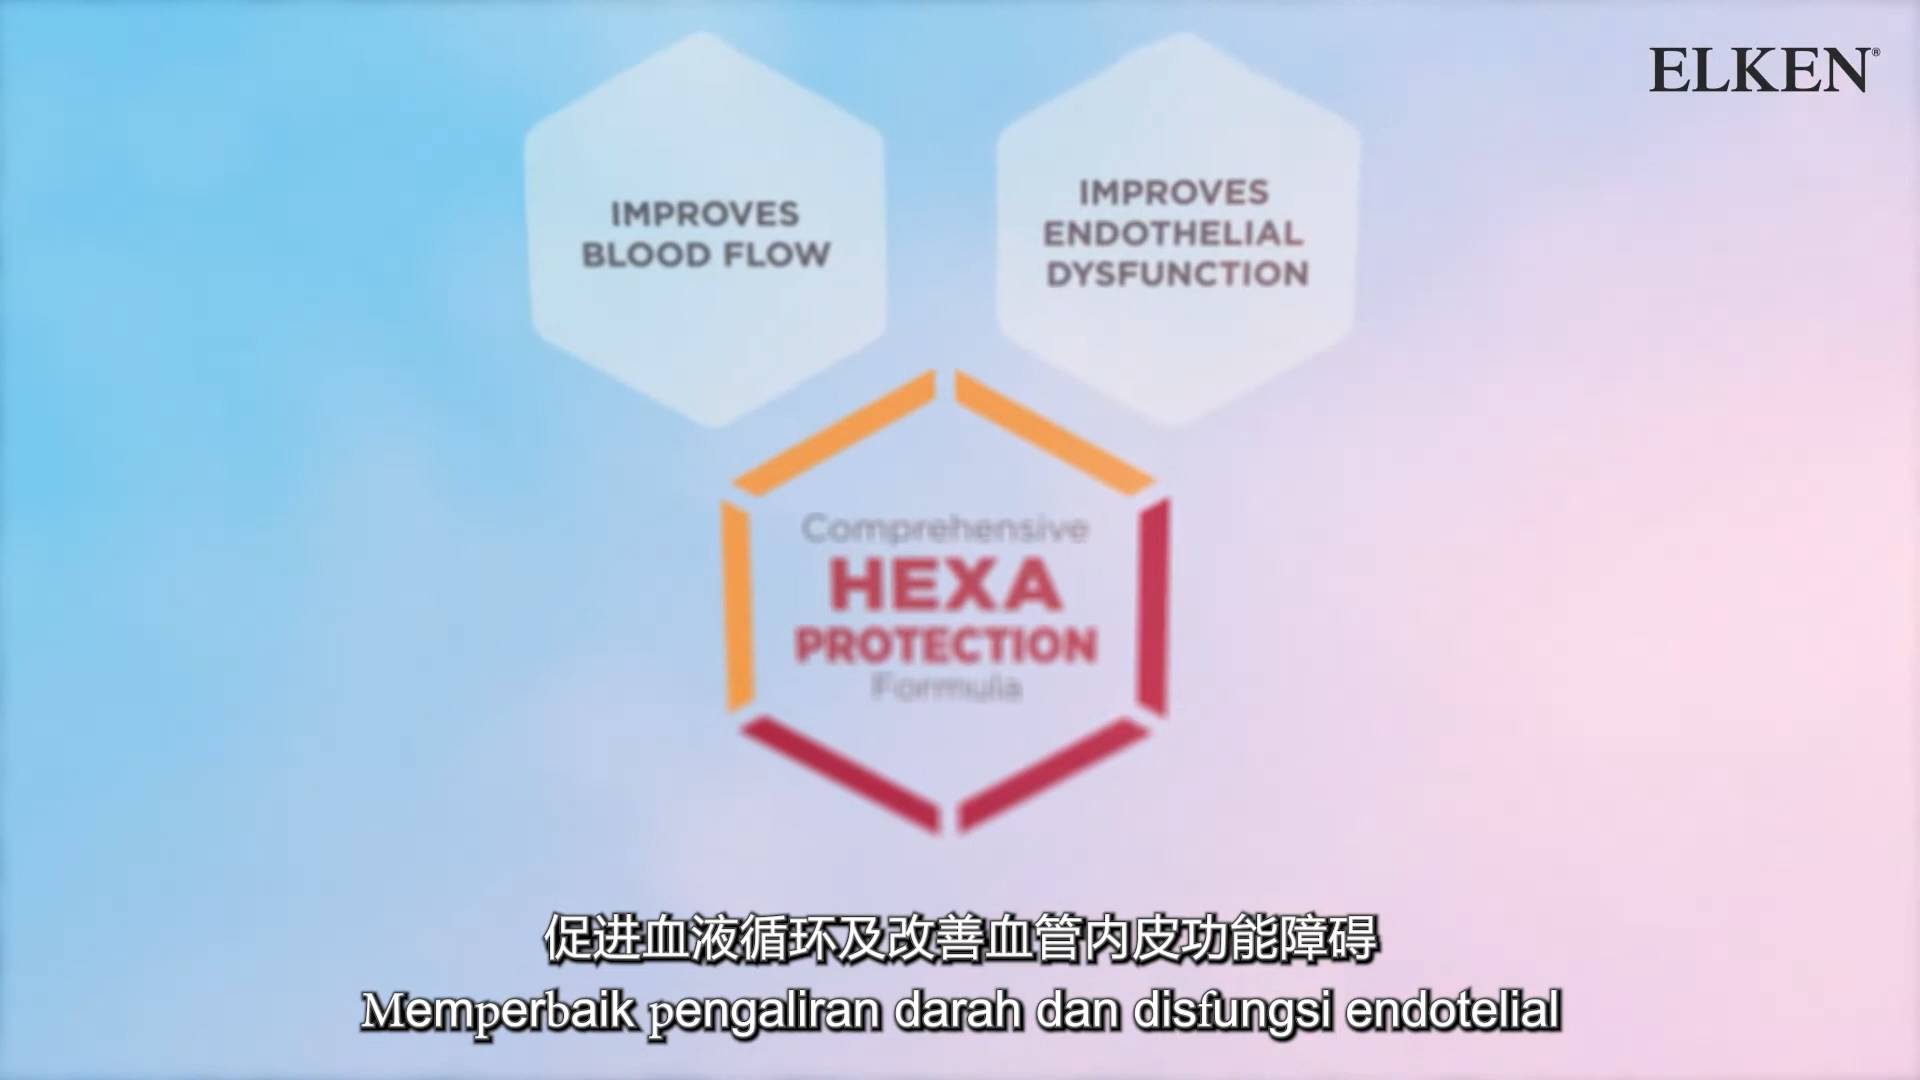 ELKEN®
IMPROVES
BLOOD FLOW
IMPROVES
ENDOTHELIAL
DYSFUNCTION
Comprehensive
HEXA
PROTECTION
Formula
促进血液循环及改善血管内皮功能障碍
Memperbaik pengaliran darah dan disfungsi endotelial